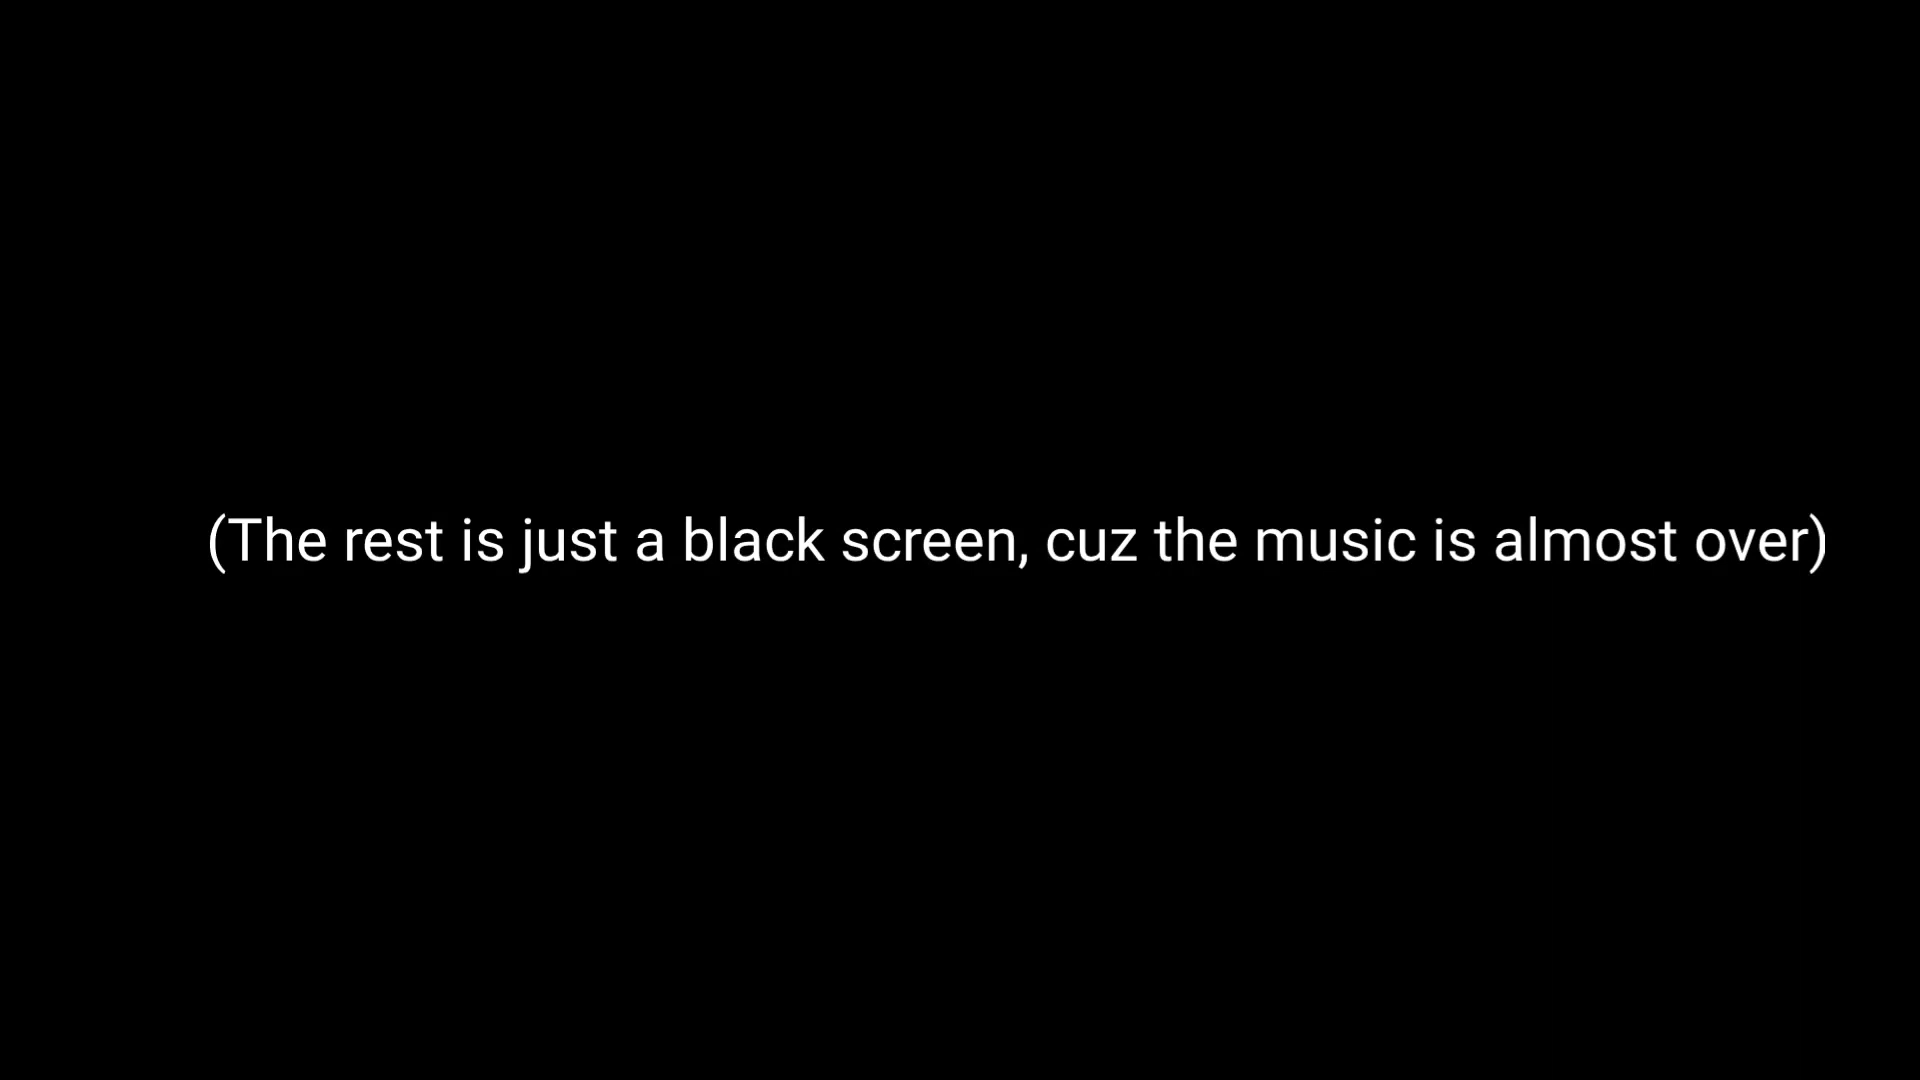 (The rest is just a black screen, cuz the music is almost over)